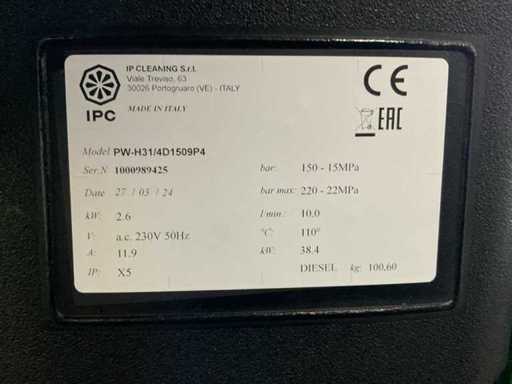 IP CLEANING S.r.l.
Viale Treviso, 63
30026 Portogruaro (VE) - ITALY
IPC
MADE IN ITALY
CE
EAC
Model PW-H31/4D1509P4
Ser.N 1000989425
Date 27 / 03 / 24
kW: 2.6
V: a.c. 230V 50Hz
A: 11.9
IP: X5
bar: 150 - 15MPa
bar max: 220 - 22MPa
l/min: 10.0
°C: 110°
kW: 38.4
DIESEL kg: 100,60